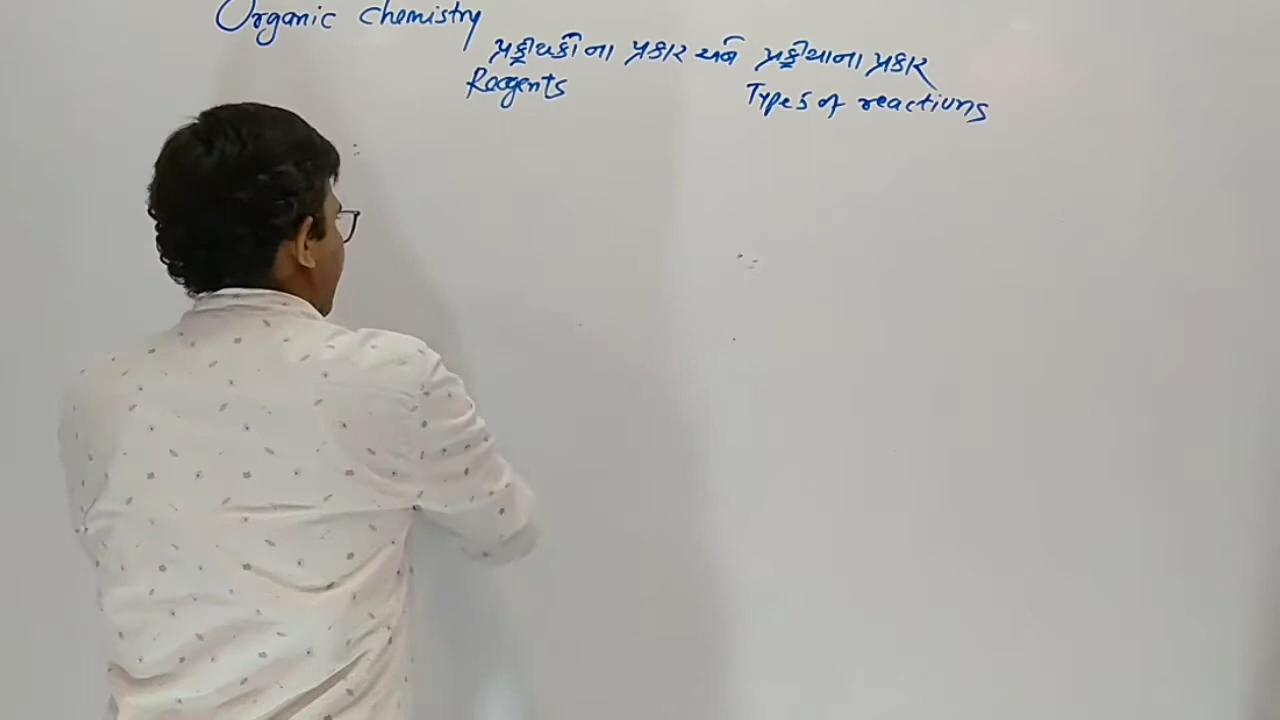 Organic chemistry
પ્રક્રીયકોના પ્રકાર અને પ્રક્રીયાના પ્રકાર
Reagents Types of reactions